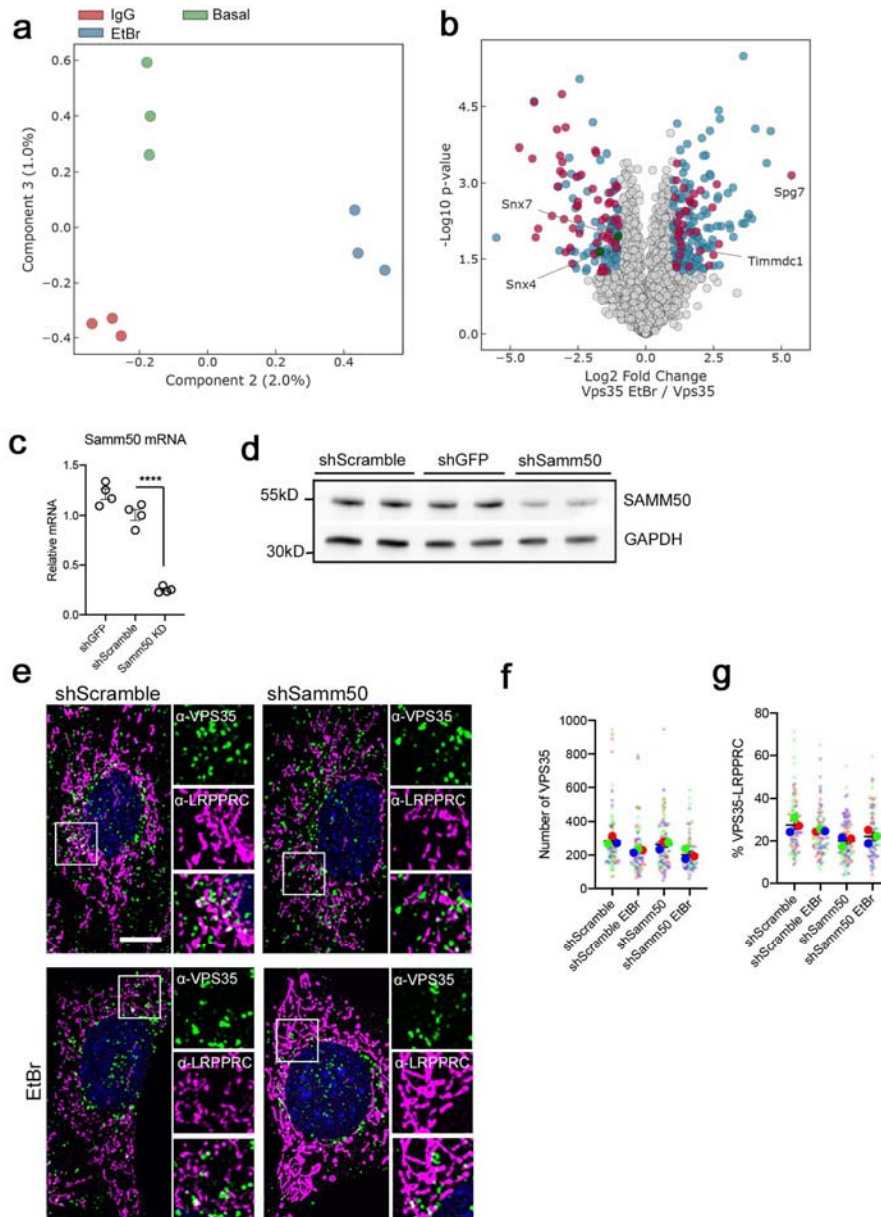 a
IgG
Basal
EtBr
0.6
0.4
0.2
0.0
−0.2
−0.4
Component 3 (1.0%)
−0.2
0.0
0.2
0.4
Component 2 (2.0%)
b
4.5
3.0
1.5
0.0
-Log10 p-value
Snx7
Snx4
Spg7
Timmdc1
−5.0
−2.5
0.0
2.5
5.0
Log2 Fold Change
Vps35 EtBr / Vps35
c
Samm50 mRNA
1.5
1.0
0.5
0.0
Relative mRNA
****
shGFP
shScramble
Samm50 KD
d
shScramble
shGFP
shSamm50
55kD
SAMM50
30kD
GAPDH
e
shScramble
shSamm50
α-VPS35
α-VPS35
α-LRPPRC
α-LRPPRC
EtBr
α-VPS35
α-VPS35
α-LRPPRC
α-LRPPRC
f
1000
800
600
400
200
0
Number of VPS35
shScramble
shScramble EtBr
shSamm50
shSamm50 EtBr
g
80
60
40
20
0
% VPS35-LRPPRC
shScramble
shScramble EtBr
shSamm50
shSamm50 EtBr